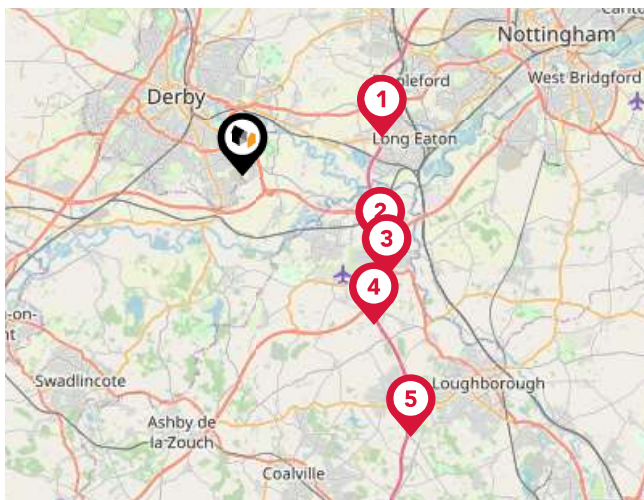 Nottingham
West Bridgford
Derby
1
Long Eaton
2
3
4
5
Swadlincote
Loughborough
Ashby de
la Zouch
Coalville